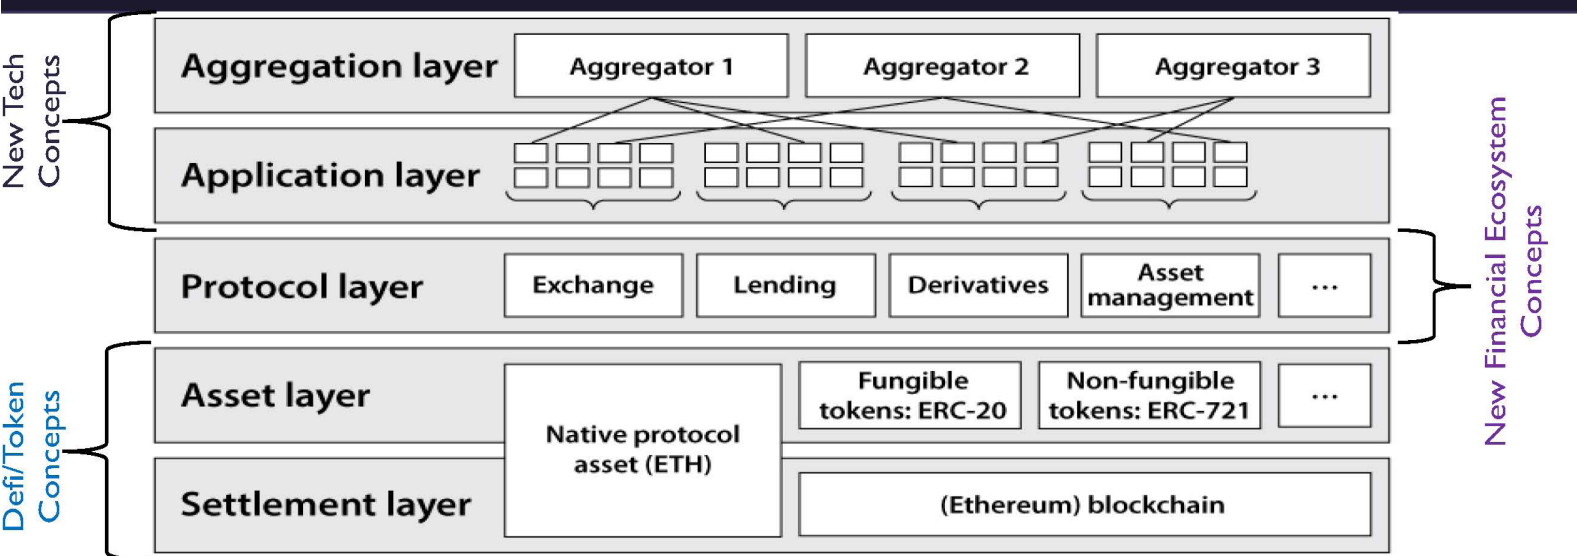 New Tech
Concepts
Aggregation layer
Aggregator 1
Aggregator 2
Aggregator 3
Application layer
Protocol layer
Exchange
Lending
Derivatives
Asset
management
...
New Financial Ecosystem
Concepts
Defi/Token
Concepts
Asset layer
Native protocol
asset (ETH)
Fungible
tokens: ERC-20
Non-fungible
tokens: ERC-721
...
Settlement layer
(Ethereum) blockchain